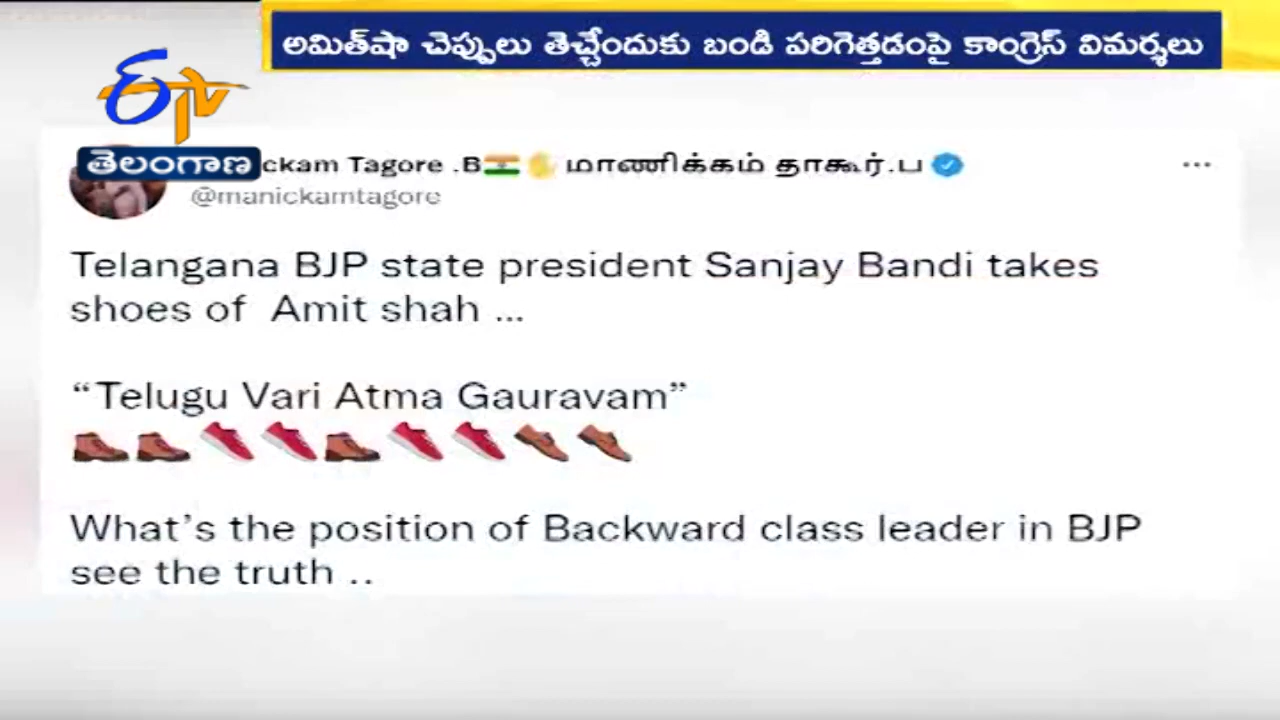 అమిత్‌షా చెప్పులు తెచ్చేందుకు బండి పరిగెత్తడంపై కాంగ్రెస్ విమర్శలు
ETV
తెలంగాణ
ckam Tagore .B🇮🇳✋ மாணிக்கம் தாகூர்.ப
@manickamtagore
Telangana BJP state president Sanjay Bandi takes
shoes of Amit shah ...
“Telugu Vari Atma Gauravam”
🥾🥾👟👟🥾👟👟👞👞
What’s the position of Backward class leader in BJP
see the truth ..